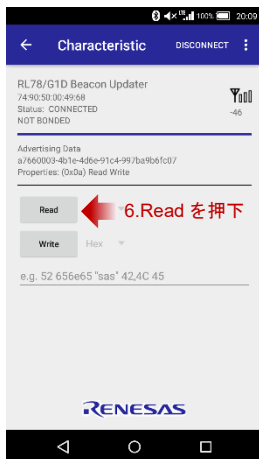 100% 20:09
Characteristic DISCONNECT
RL78/G1D Beacon Updater
74:90:50:00:49:68
Status: CONNECTED
NOT BONDED
-46
Advertising Data
a7660003-4b1e-4d6e-91c4-997ba9b6fc07
Properties: (0x0a) Read Write
Read
6.Read を押下
Write Hex
e.g. 52 656e65 "sas" 42,4C 45
RENESAS